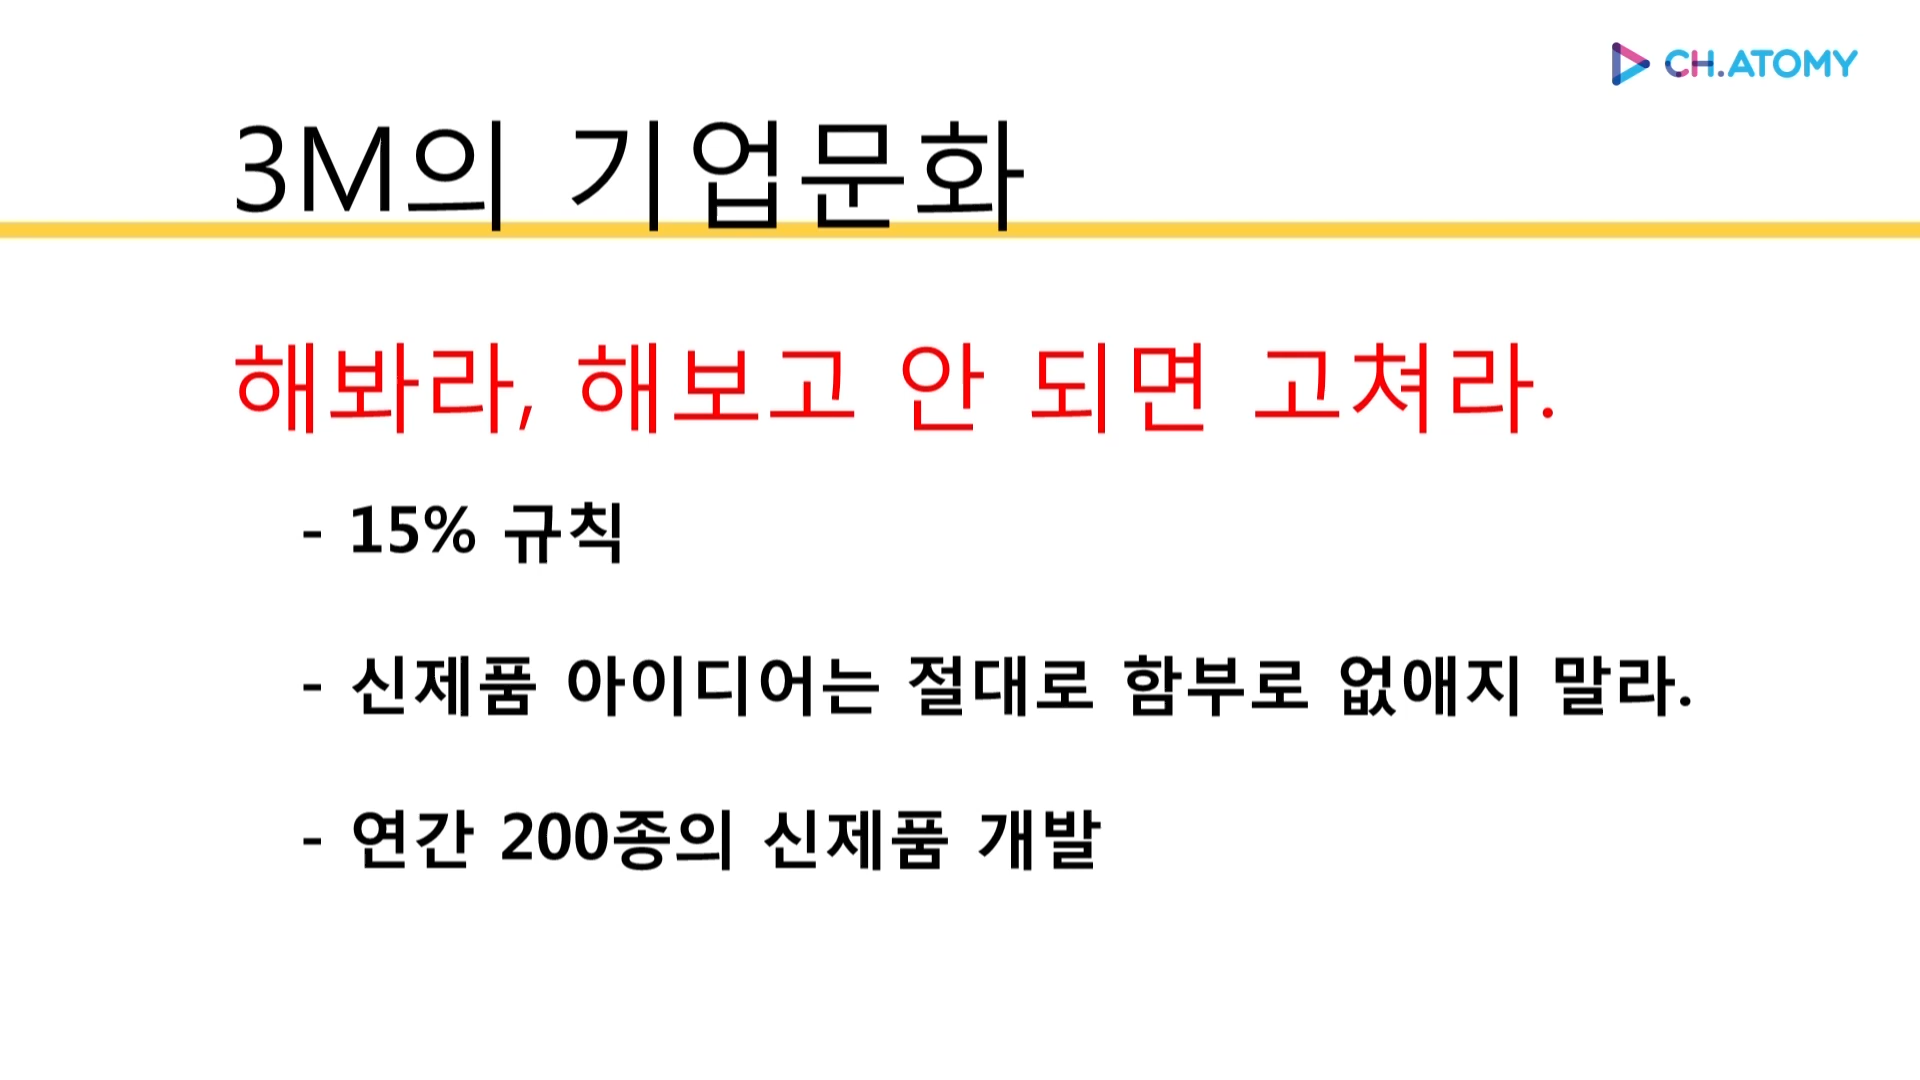 CH.ATOMY
3M의 기업문화
해봐라, 해보고 안 되면 고쳐라.
- 15% 규칙
- 신제품 아이디어는 절대로 함부로 없애지 말라.
- 연간 200종의 신제품 개발